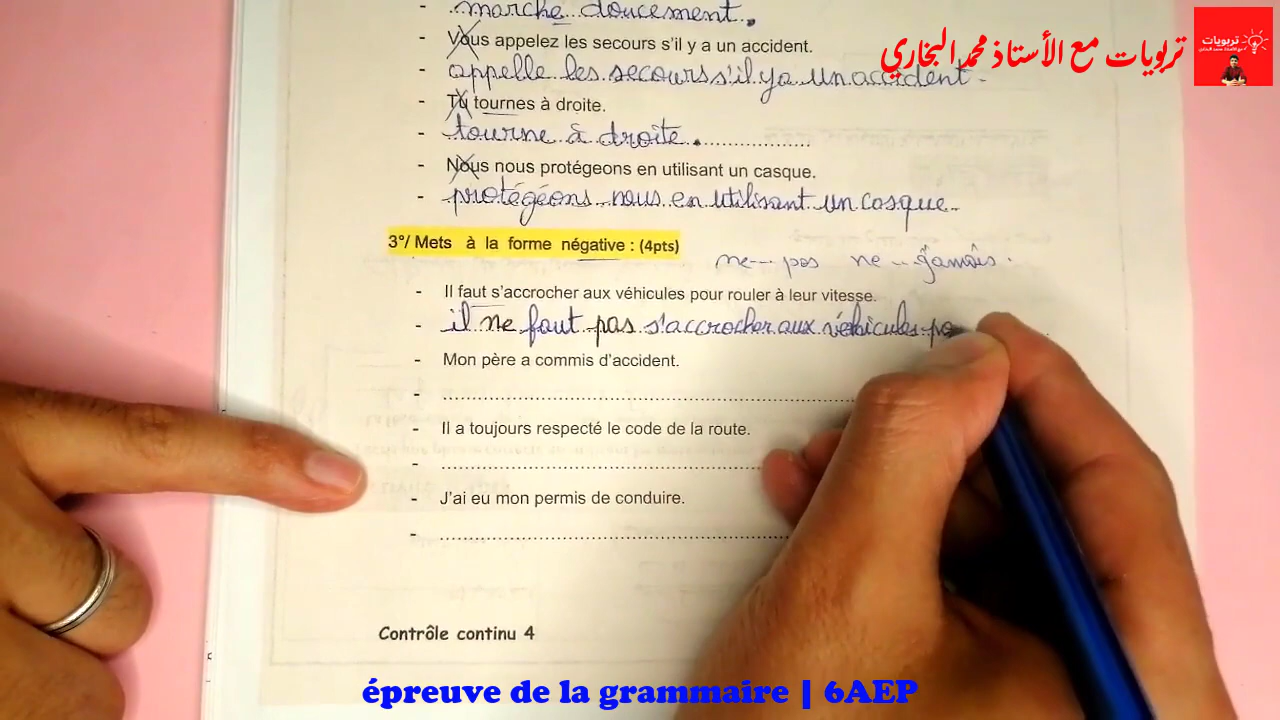 - marche doucement.
تربويات مع الأستاذ محمد البخاري
تربويات
- Vous appelez les secours s'il y a un accident.
- appelle les secours s'il y a un accident.
- Tu tournes à droite.
- tourne à droite.
- Nous nous protégeons en utilisant un casque.
- protégéons nous en utilisant un casque.
3°/ Mets à la forme négative : (4pts)
ne --- pas ne --- jamais.
- Il faut s'accrocher aux véhicules pour rouler à leur vitesse.
- il ne faut pas s'accrocher aux véhicules po
- Mon père a commis d'accident.
- ..........
- Il a toujours respecté le code de la route.
- ..........
- J'ai eu mon permis de conduire.
- ..........
Contrôle continu 4
épreuve de la grammaire | 6AEP